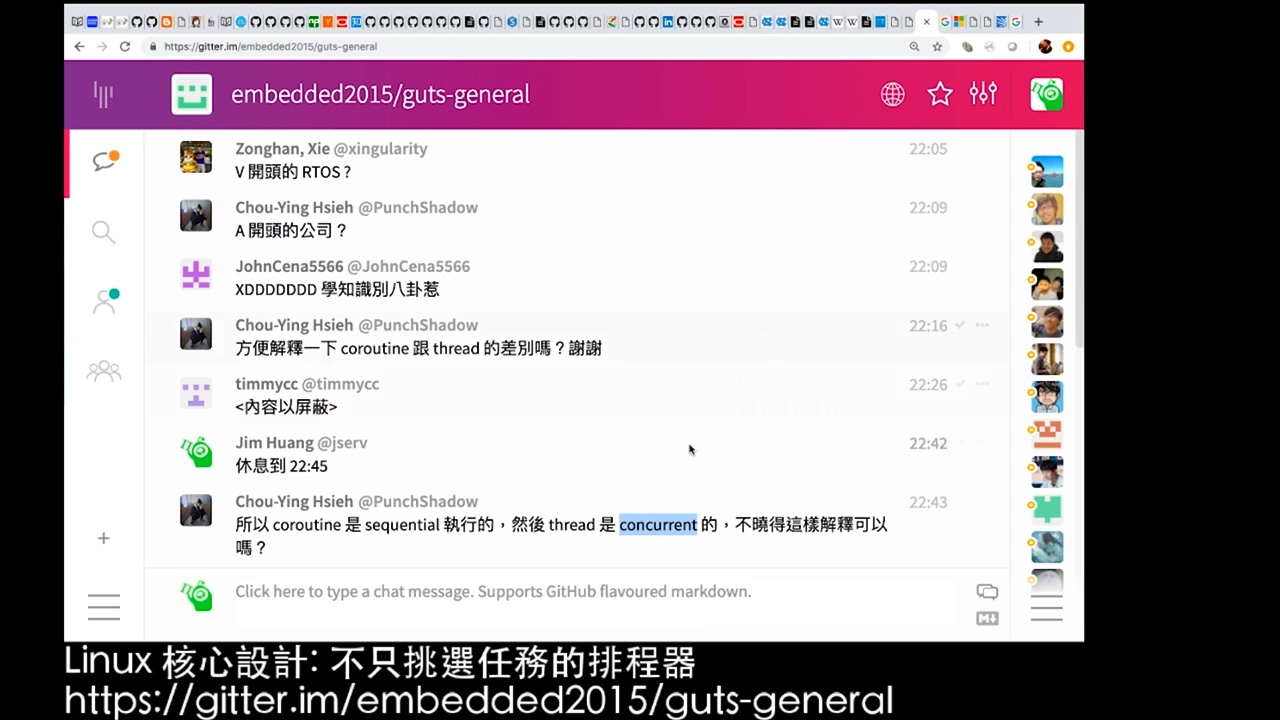 https://gitter.im/embedded2015/guts-general
embedded2015/guts-general
Zonghan, Xie @xingularity 22:05
V 開頭的 RTOS ?
Chou-Ying Hsieh @PunchShadow 22:09
A 開頭的公司 ?
JohnCena5566 @JohnCena5566 22:09
XDDDDDDD 學知識別八卦惹
Chou-Ying Hsieh @PunchShadow 22:16
方便解釋一下 coroutine 跟 thread 的差別嗎？謝謝
timmycc @timmycc 22:26
<內容以屏蔽>
Jim Huang @jserv 22:42
休息到 22:45
Chou-Ying Hsieh @PunchShadow 22:43
所以 coroutine 是 sequential 執行的，然後 thread 是 concurrent 的，不曉得這樣解釋可以
嗎？
Click here to type a chat message. Supports GitHub flavoured markdown.
M
Linux 核心設計: 不只挑選任務的排程器
https://gitter.im/embedded2015/guts-general